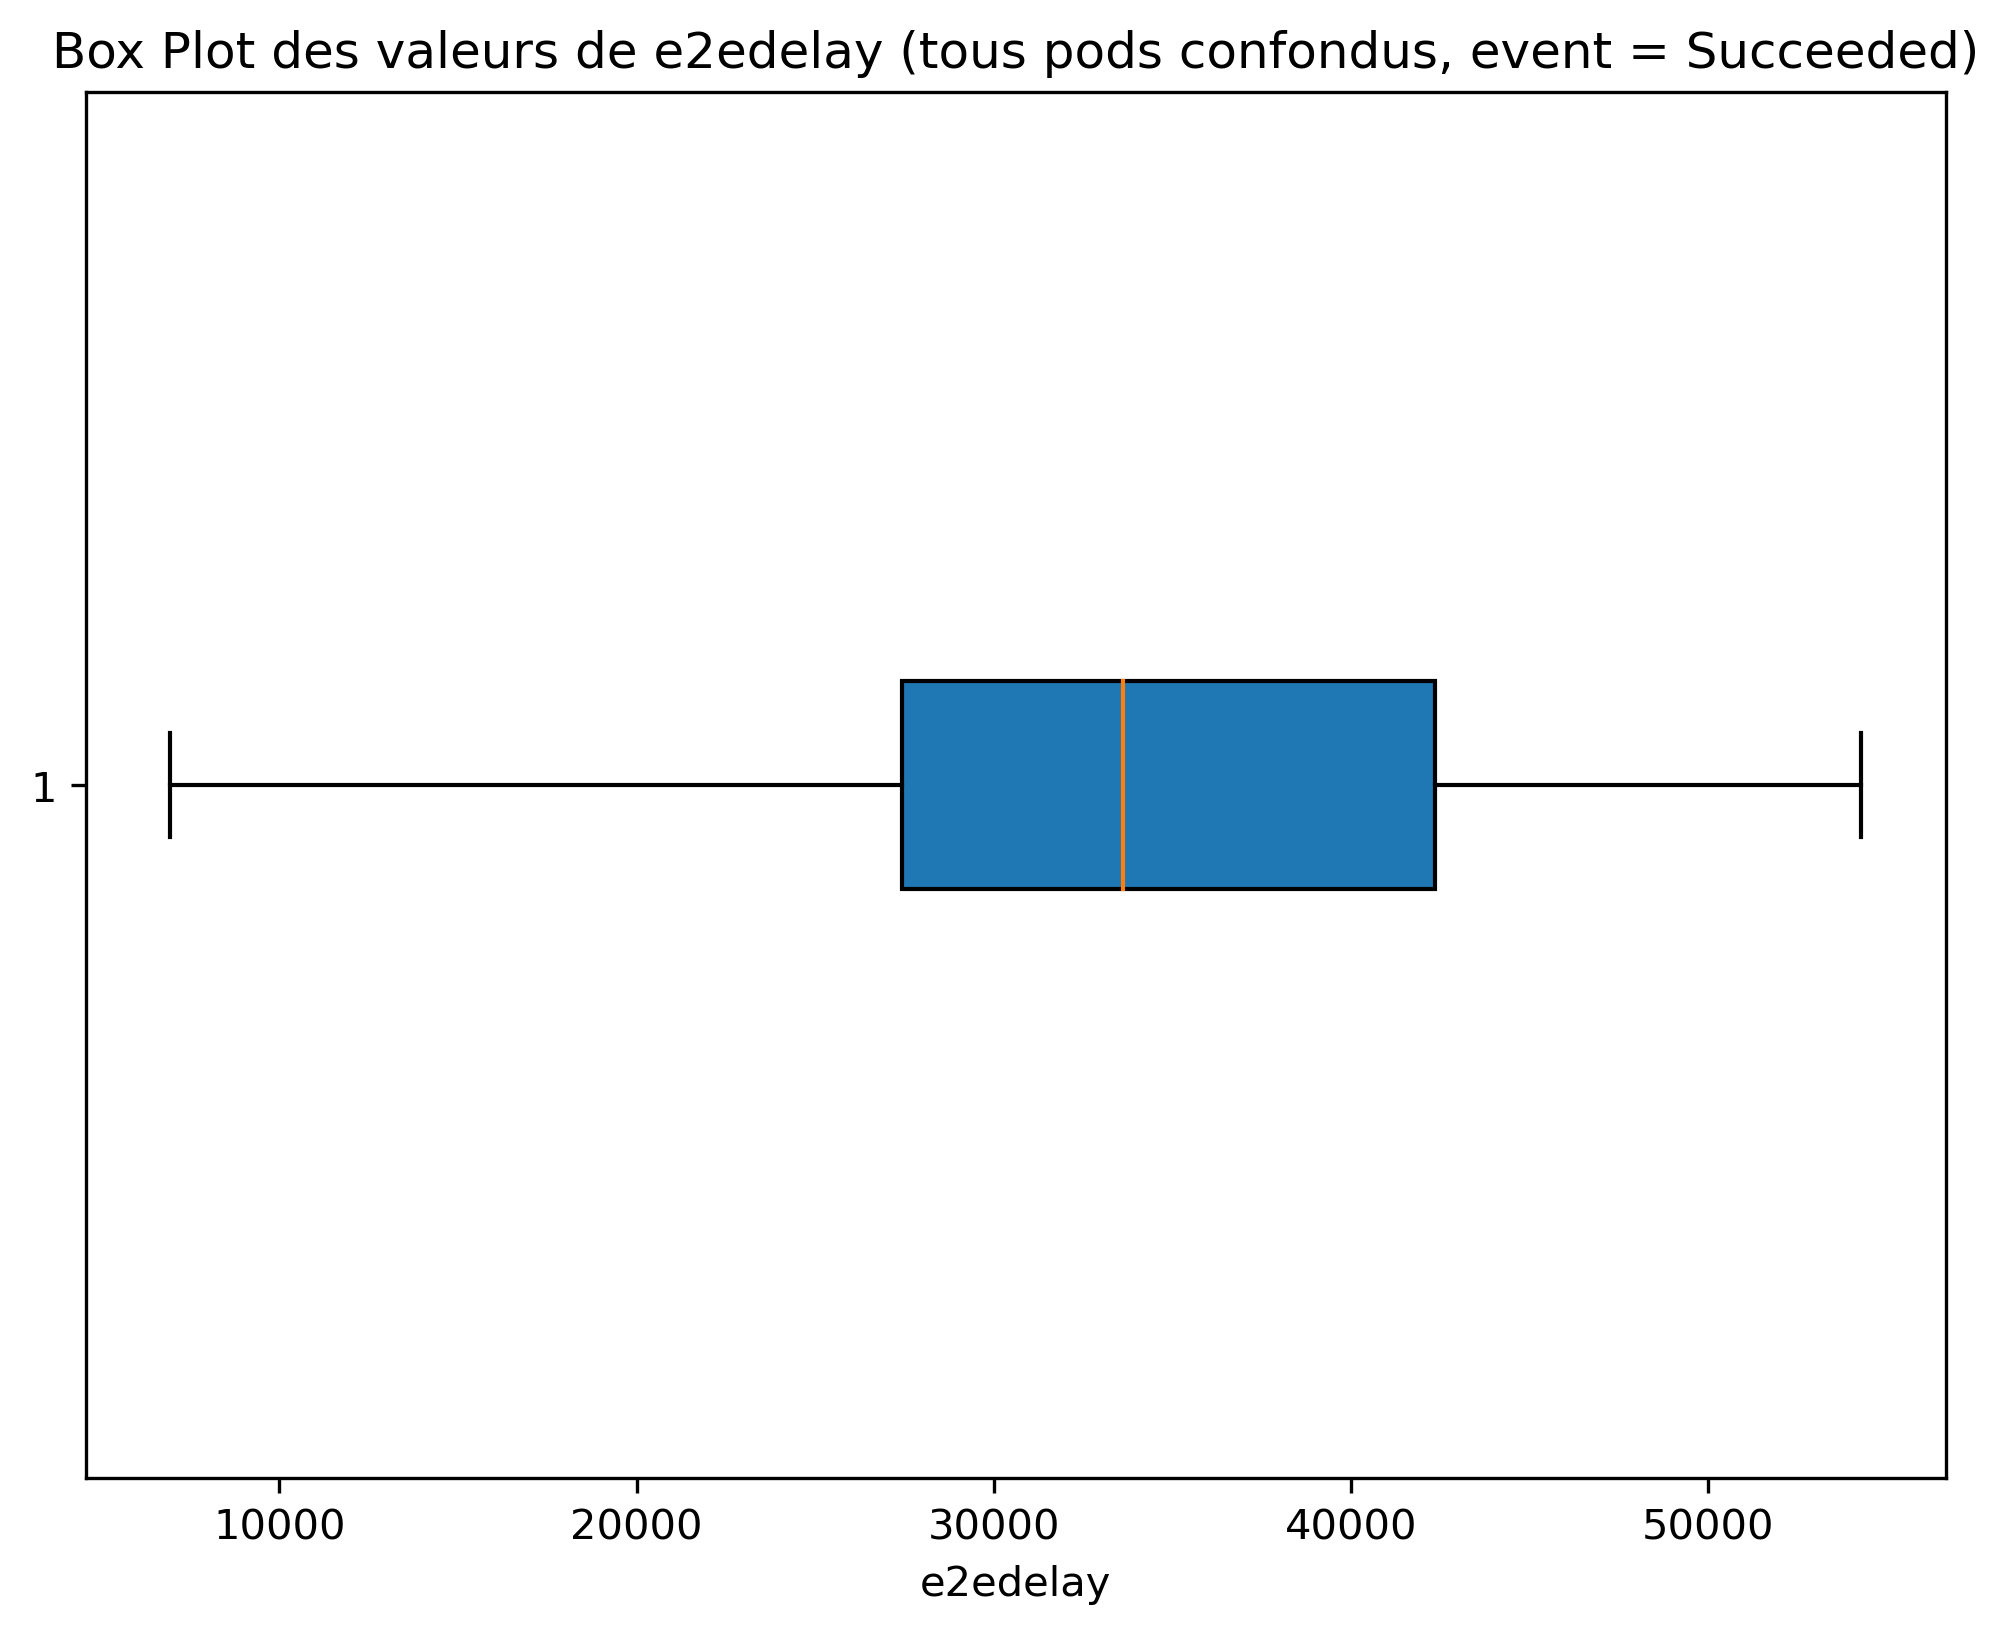 Box Plot des valeurs de e2edelay (tous pods confondus, event = Succeeded)
1
10000 20000 30000 40000 50000
e2edelay